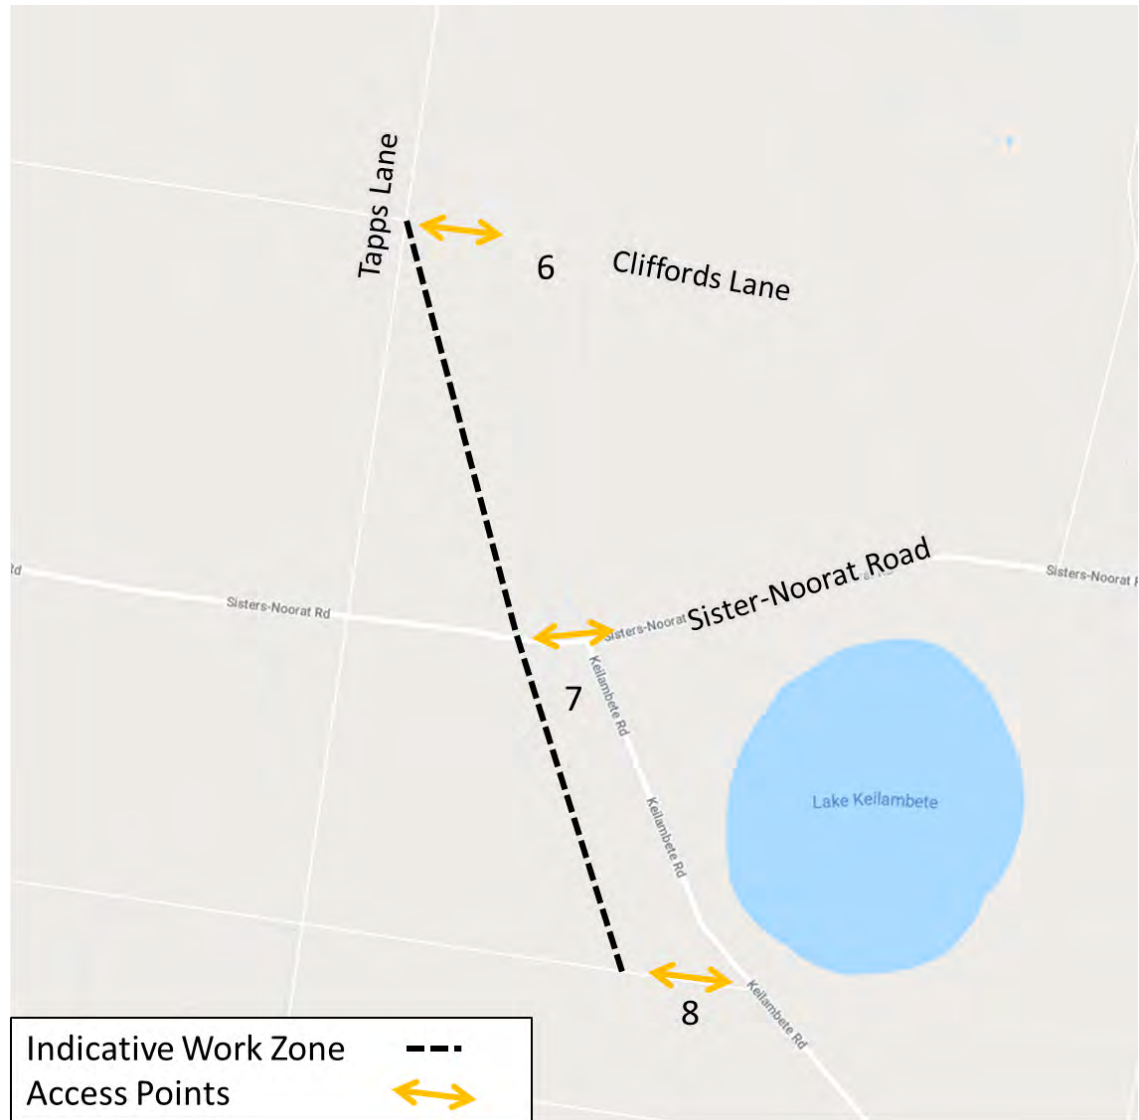 Tapps Lane
6
Cliffords Lane
Sister-Noorat Road
rd
Sisters-Noorat R
Sisters-Noorat Rd
Sisters-Noorat
Keilambete Rd
7
Keilambete Rd
Lake Keilambete
8
Keilambete Rd
Indicative Work Zone
Access Points